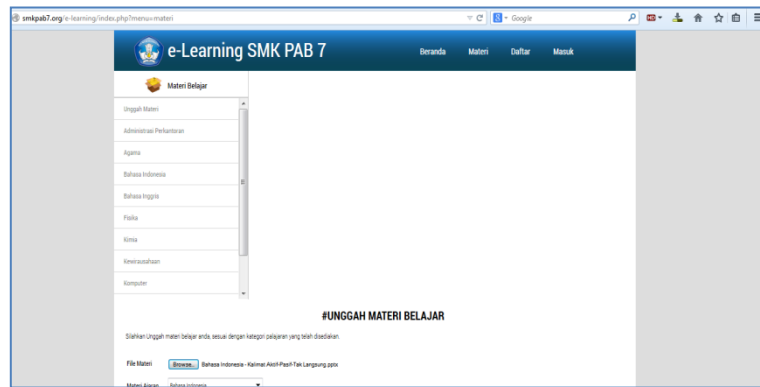 smkpab7.org/e-learning/index.php?menu=materi
Google
e-Learning SMK PAB 7
Beranda Materi Daftar Masuk
Materi Belajar
Unggah Materi
Administrasi Perkantoran
Agama
Bahasa Indonesia
Bahasa Inggris
Fisika
Kimia
Kewirausahaan
Komputer
#UNGGAH MATERI BELAJAR
Silahkan Unggah materi belajar anda, sesuai dengan kategori pelajaran yang telah disediakan
File Materi Browse... Bahasa Indonesia - Kalimat Aktif-Pasif-Tak Langsung.pptx
Materi Ajaran Bahasa Indonesia